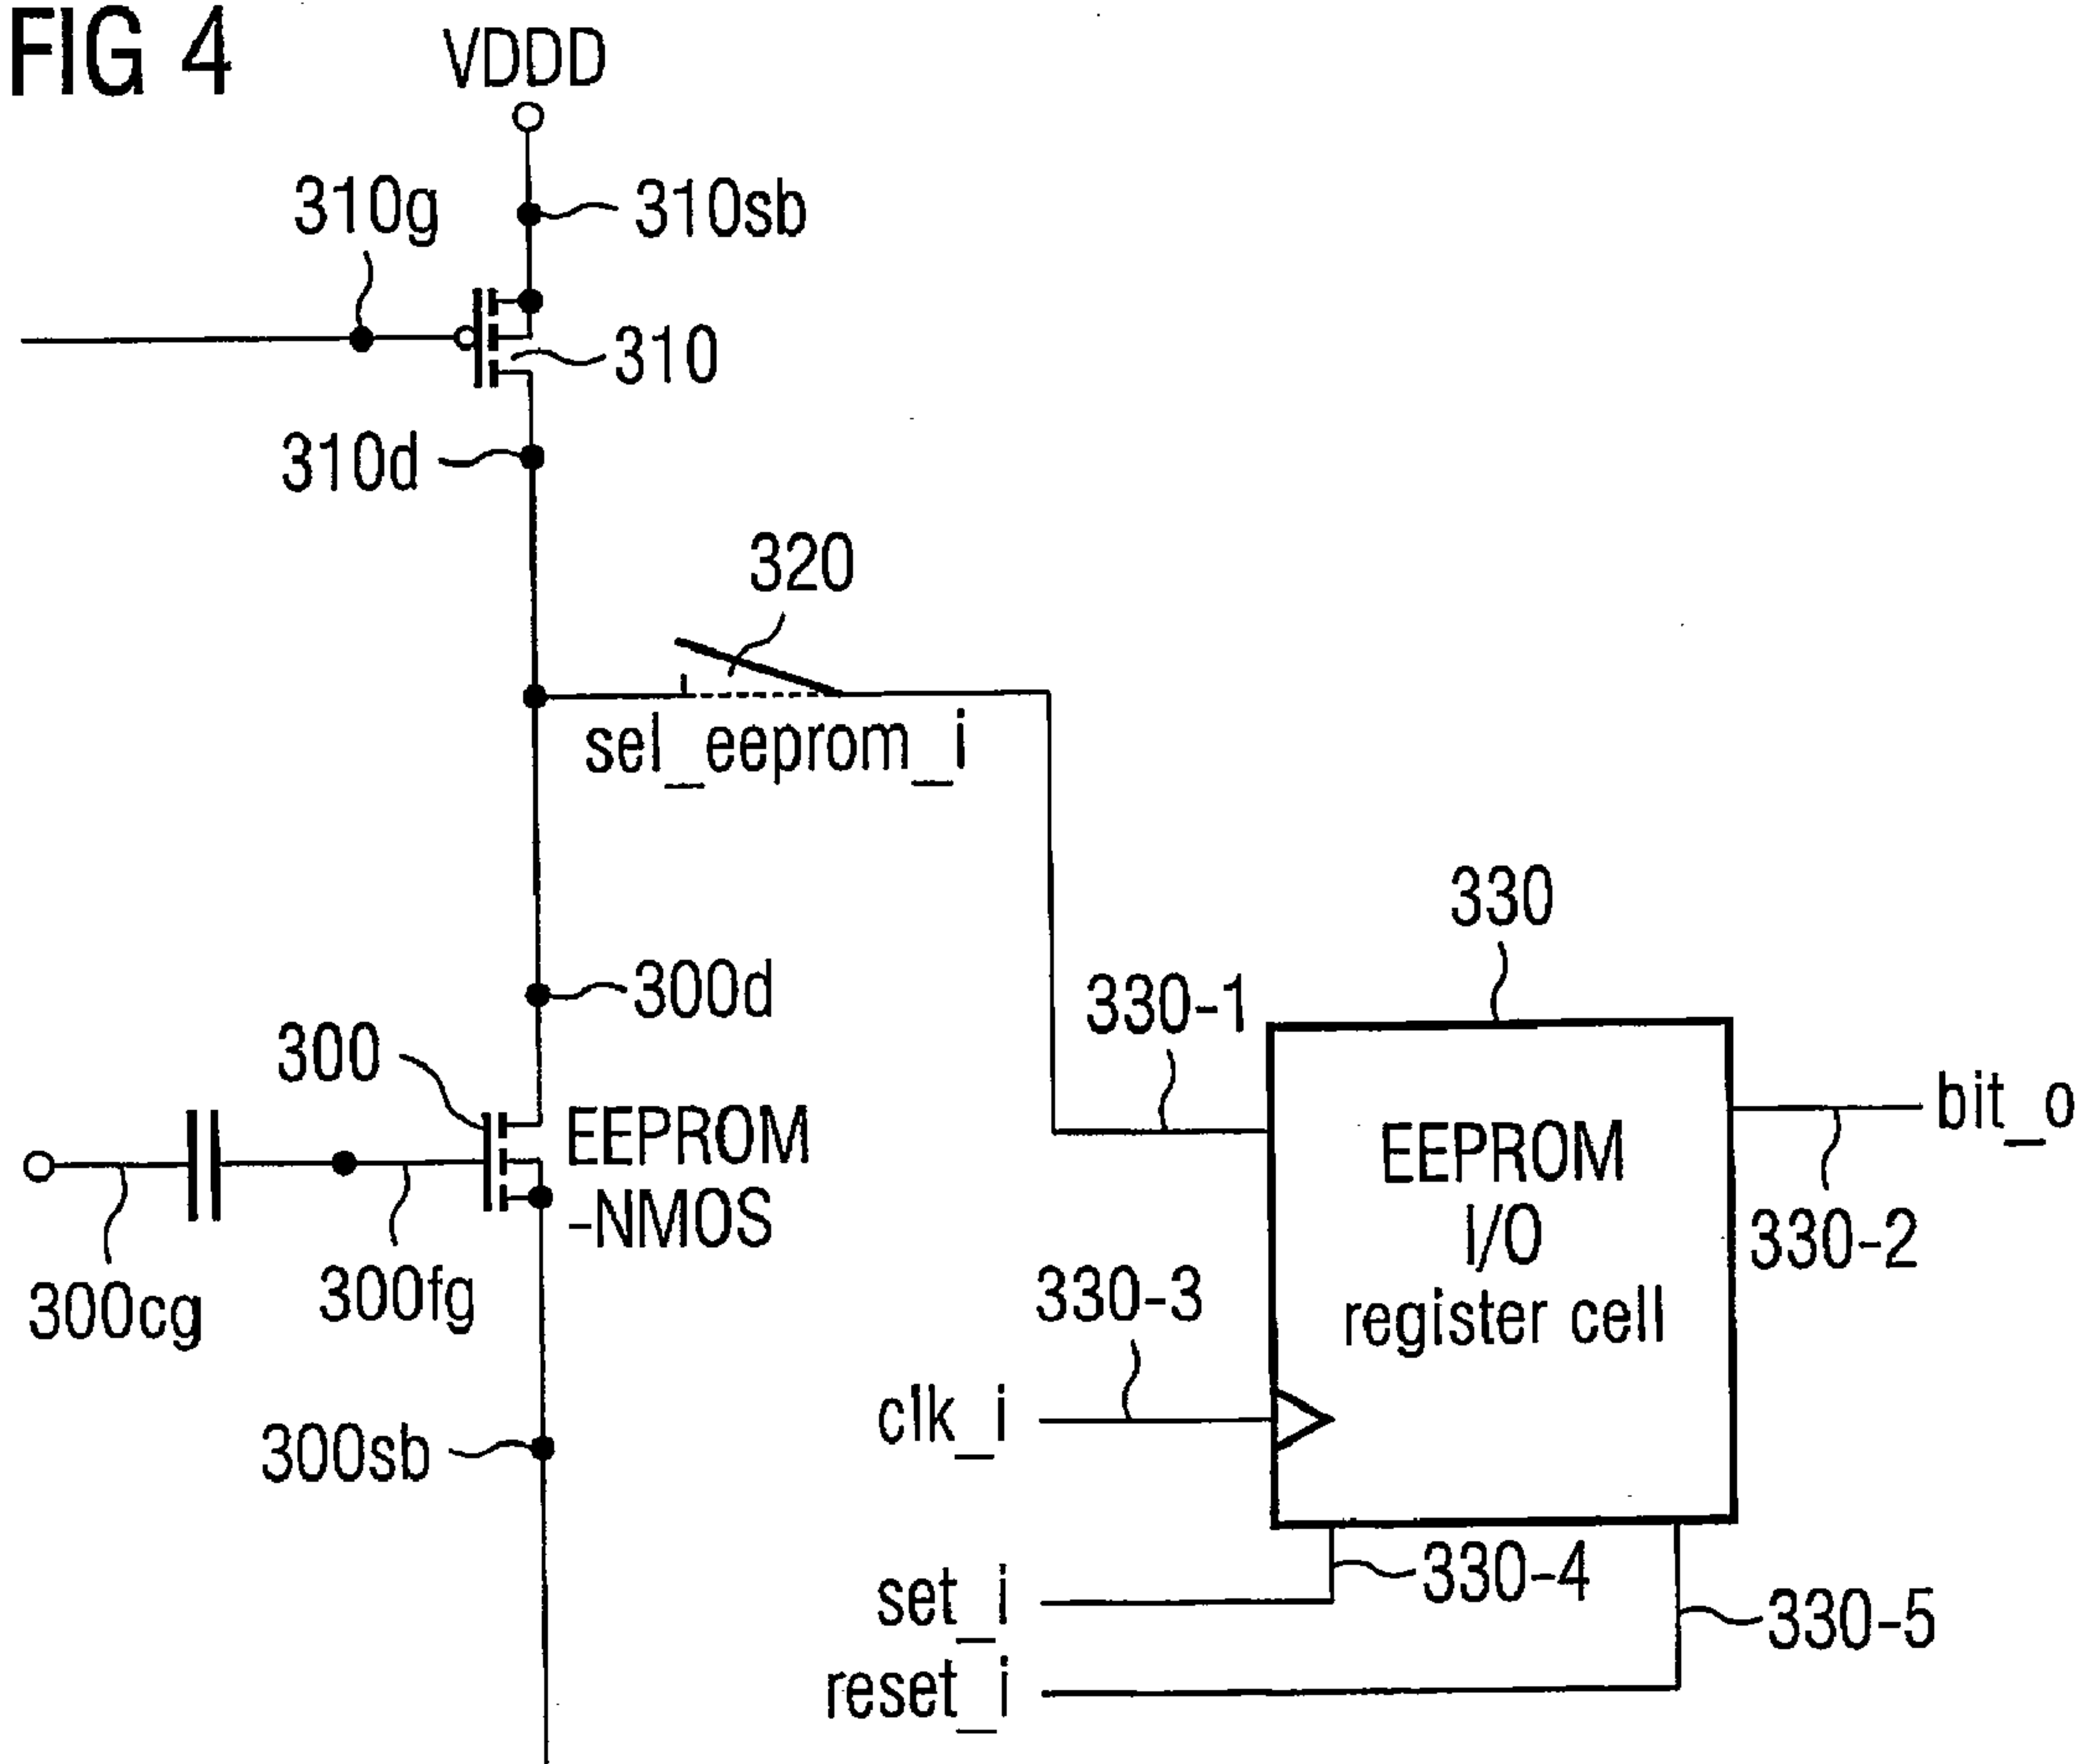 FIG 4
VDDD
310g
310sb
310
310d
320
sel_eeprom_i
330
300d
330-1
300
EEPROM
-NMOS
EEPROM
I/O
register cell
bit_o
330-2
300cg
300fg
330-3
clk_i
300sb
330-4
set_i
330-5
reset_i